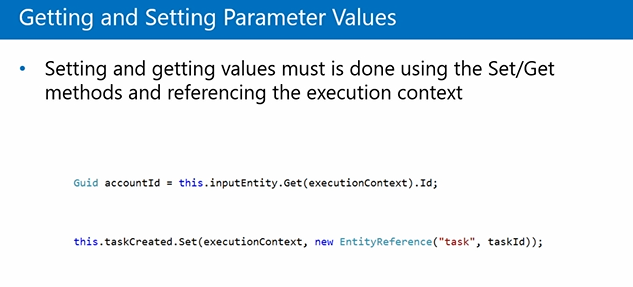 Getting and Setting Parameter Values
• Setting and getting values must is done using the Set/Get
methods and referencing the execution context
Guid accountId = this.inputEntity.Get(executionContext).Id;
this.taskCreated.Set(executionContext, new EntityReference("task", taskId));